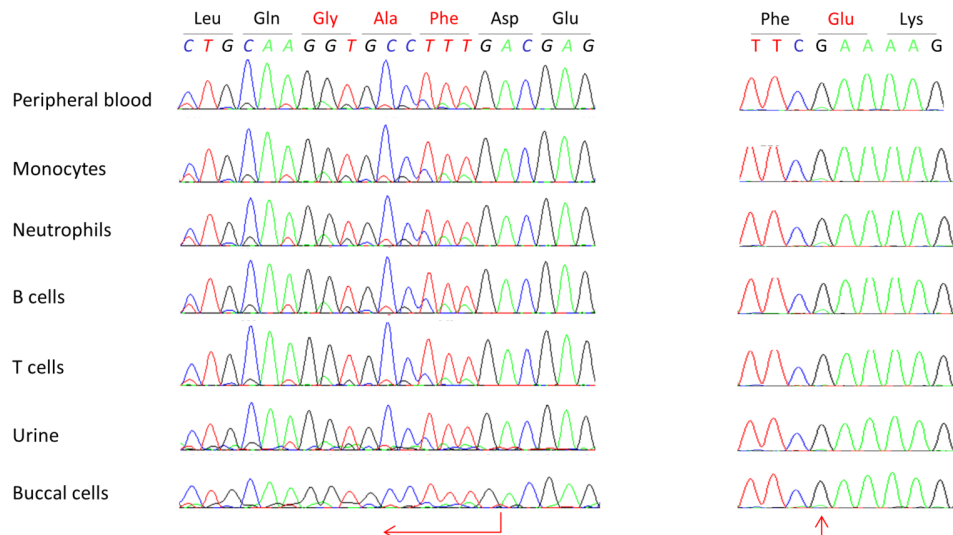 Leu Gln Gly Ala Phe Asp Glu Phe Glu Lys
C T G C A A G G T G C C T T T G A C G A G T T C G A A A A G
Peripheral blood
Monocytes
Neutrophils
B cells
T cells
Urine
Buccal cells